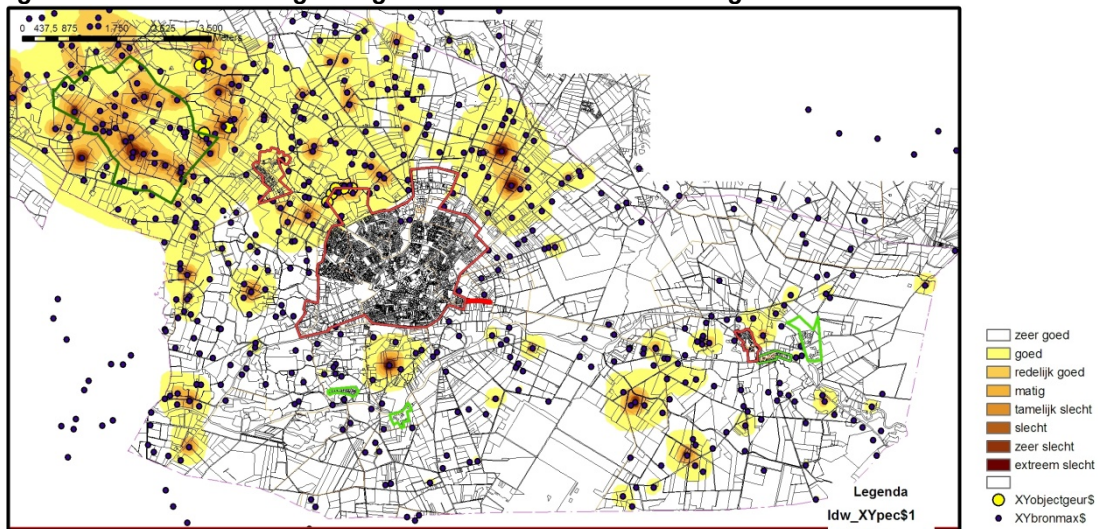 0 437,5 875 1.750 2.625 3.500
Meters
zeer goed
goed
redelijk goed
matig
tamelijk slecht
slecht
zeer slecht
extreem slecht
XYobjectgeur$
XYbronmax$
Legenda
Idw_XYpec$1